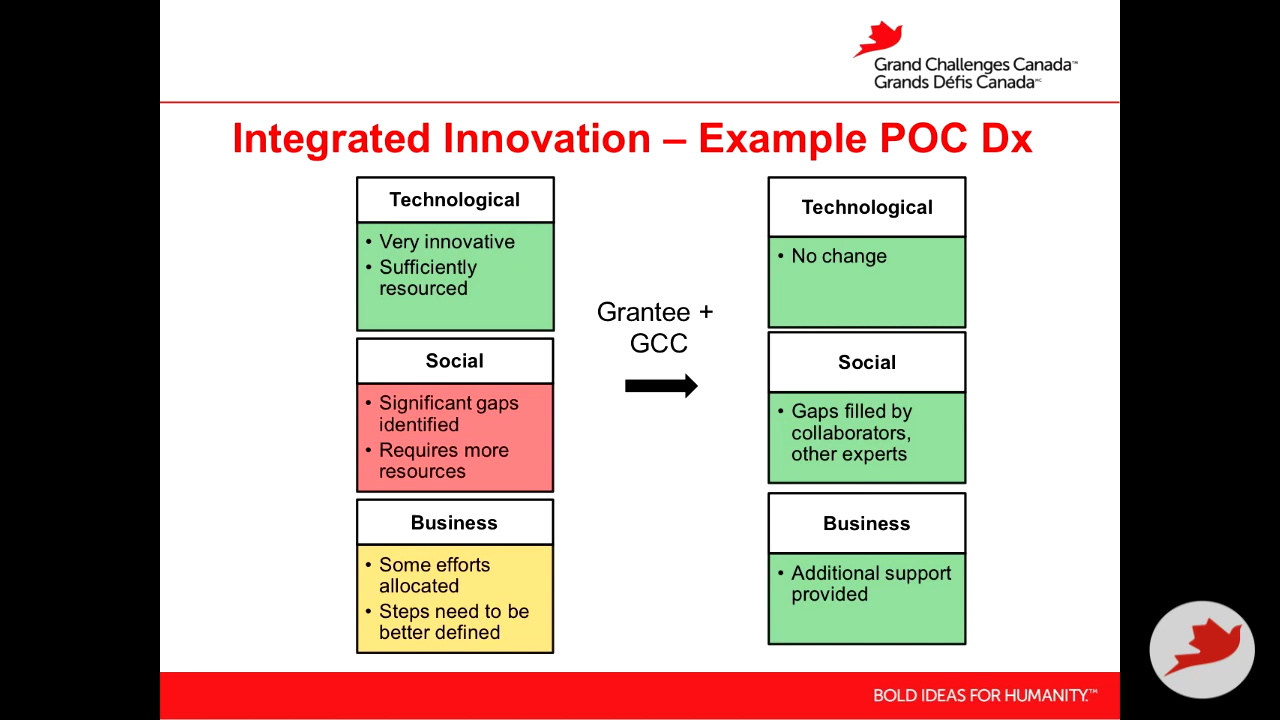 Grand Challenges Canada™
Grands Défis Canada
Integrated Innovation – Example POC Dx
Technological
• Very innovative
• Sufficiently
resourced
Social
• Significant gaps
identified
• Requires more
resources
Business
• Some efforts
allocated
• Steps need to be
better defined
Grantee +
GCC
Technological
• No change
Social
• Gaps filled by
collaborators,
other experts
Business
• Additional support
provided
BOLD IDEAS FOR HUMANITY.™